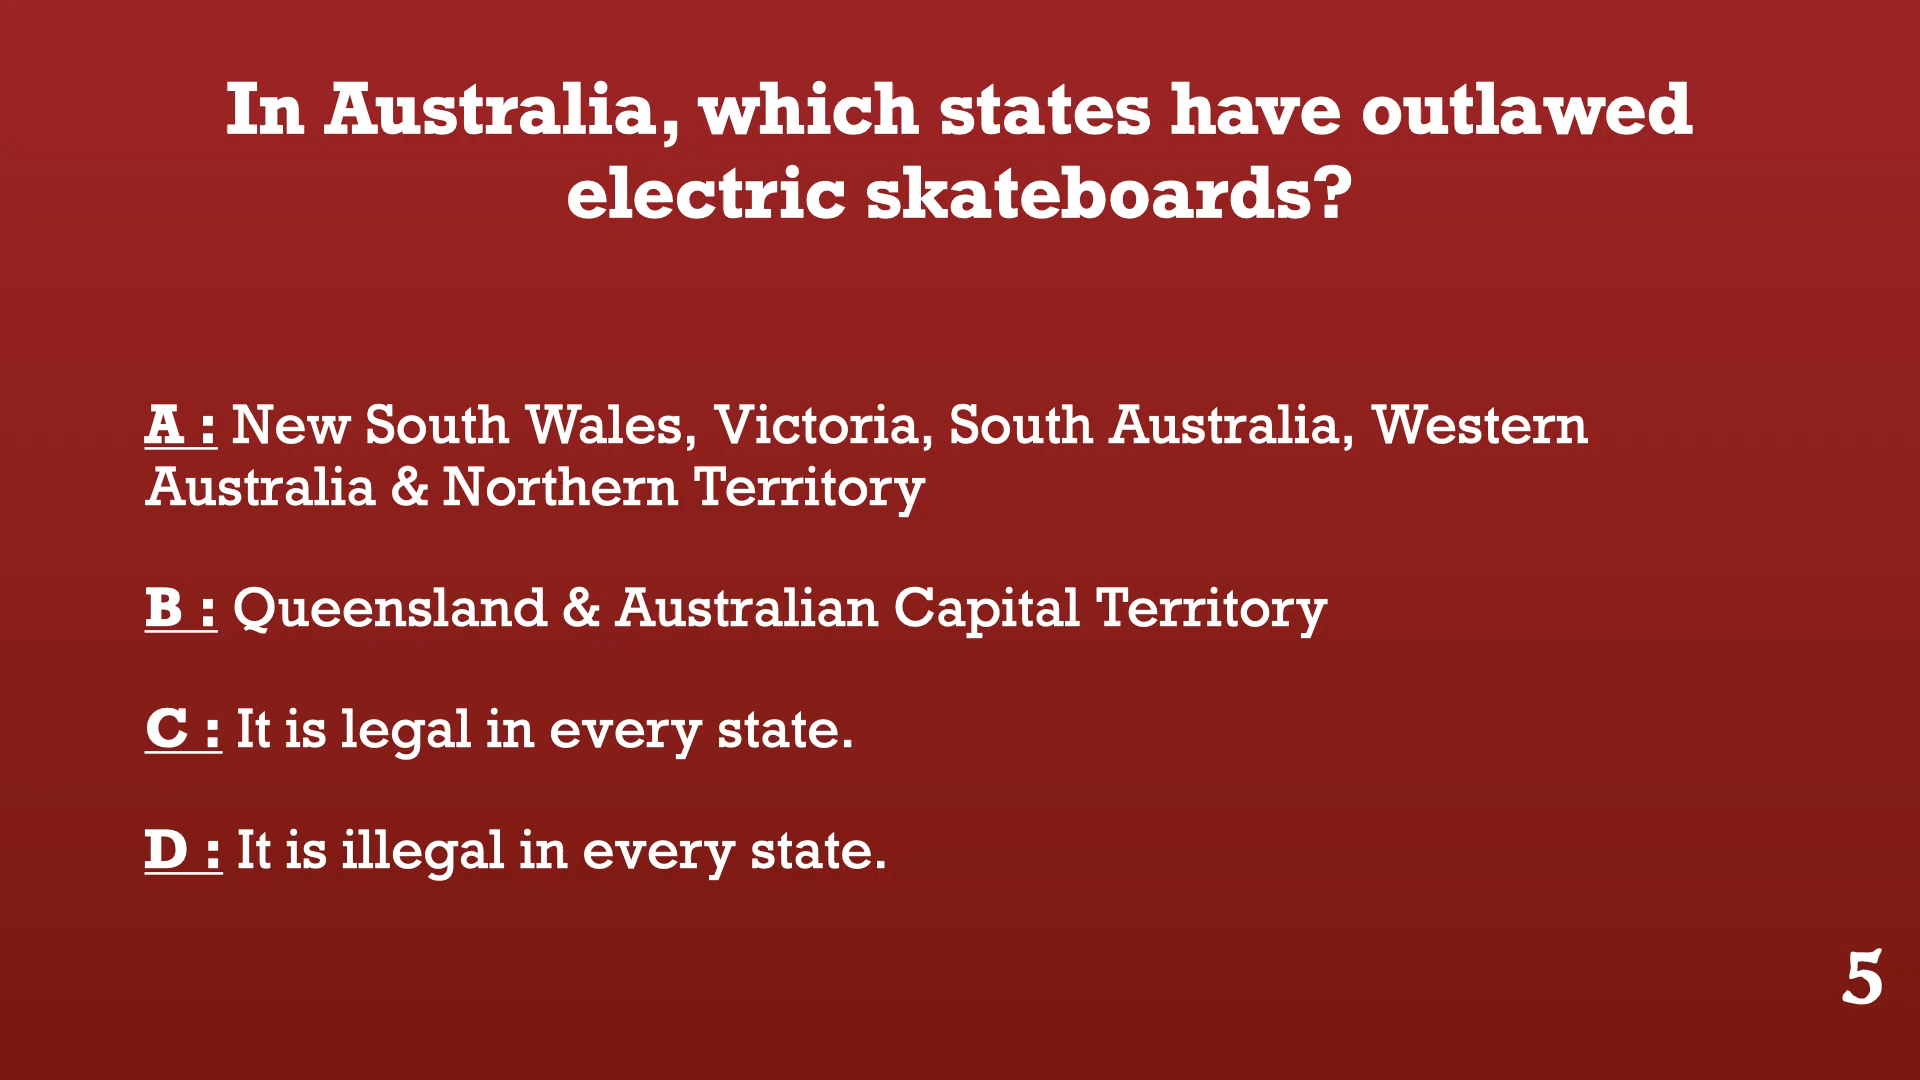 In Australia, which states have outlawed
electric skateboards?
A : New South Wales, Victoria, South Australia, Western
Australia & Northern Territory
B : Queensland & Australian Capital Territory
C : It is legal in every state.
D : It is illegal in every state.
5